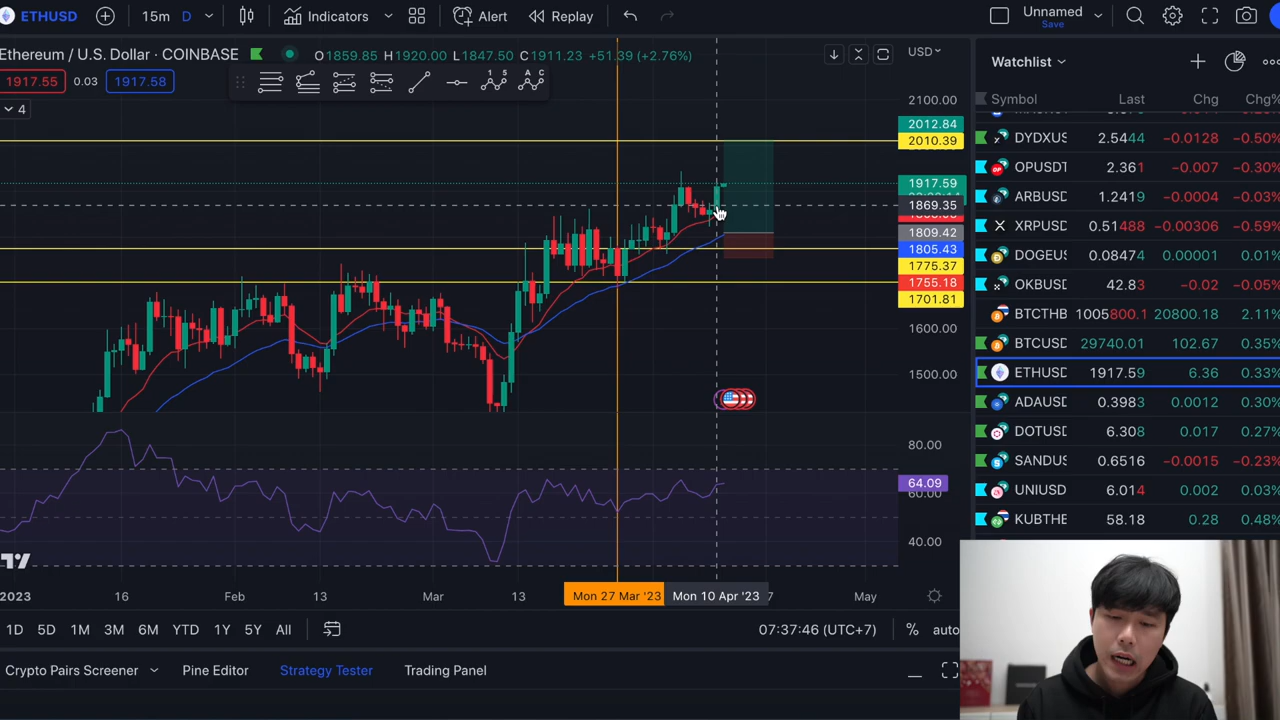 ETHUSD 15m D Indicators Alert Replay Unnamed
Save
Ethereum / U.S. Dollar · COINBASE O1859.85 H1920.00 L1847.50 C1911.23 +51.39 (+2.76%) USD
1917.55 0.03 1917.58
4
2100.00
2012.84
2010.39
1917.59
1869.35
1809.42
1805.43
1775.37
1755.18
1701.81
1600.00
1500.00
80.00
64.09
60.00
40.00
2023 16 Feb 13 Mar 13 Mon 27 Mar '23 Mon 10 Apr '23 7 May
1D 5D 1M 3M 6M YTD 1Y 5Y All 07:37:46 (UTC+7) % auto
Crypto Pairs Screener Pine Editor Strategy Tester Trading Panel
Watchlist
Symbol Last Chg Chg%
DYDXUS 2.5444 −0.0128 −0.50%
OPUSDT 2.361 −0.007 −0.30%
ARBUSD 1.2419 −0.0004 −0.03%
XRPUSD 0.51488 −0.00306 −0.59%
DOGEUS 0.08474 0.00001 0.01%
OKBUSD 42.83 −0.02 −0.05%
BTCTHB 1005800.1 20800.18 2.11%
BTCUSD 29740.01 102.67 0.35%
ETHUSD 1917.59 6.36 0.33%
ADAUSD 0.3983 0.0012 0.30%
DOTUSD 6.308 0.017 0.27%
SANDUS 0.6516 −0.0015 −0.23%
UNIUSD 6.014 0.002 0.03%
KUBTHB 58.18 0.28 0.48%